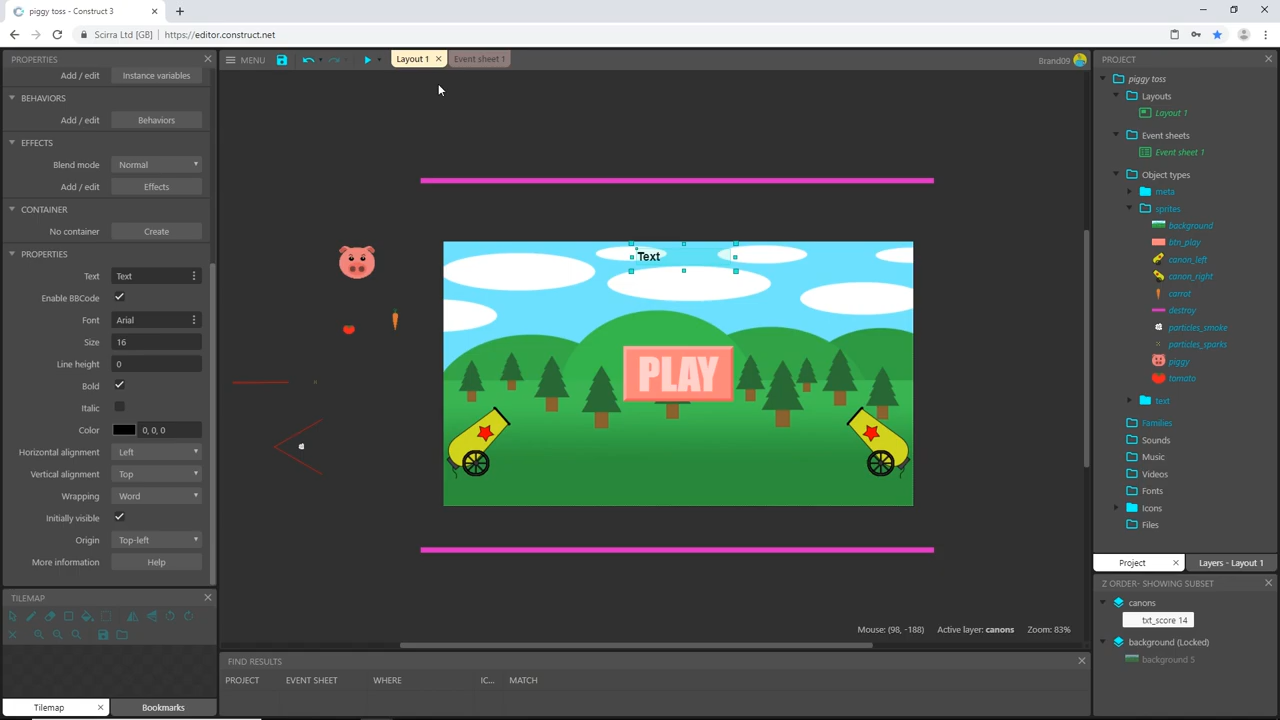 piggy toss - Construct 3
Scirra Ltd [GB] | https://editor.construct.net
PROPERTIES
MENU
Layout 1
Event sheet 1
Brand09
PROJECT
Add / edit Instance variables
BEHAVIORS
Add / edit Behaviors
EFFECTS
Blend mode Normal
Add / edit Effects
CONTAINER
No container Create
PROPERTIES
Text Text
Enable BBCode
Font Arial
Size 16
Line height 0
Bold
Italic
Color 0, 0, 0
Horizontal alignment Left
Vertical alignment Top
Wrapping Word
Initially visible
Origin Top-left
More information Help
TILEMAP
Tilemap
Bookmarks
Text
PLAY
Mouse: (98, -188) Active layer: canons Zoom: 83%
FIND RESULTS
PROJECT EVENT SHEET WHERE IC... MATCH
piggy toss
Layouts
Layout 1
Event sheets
Event sheet 1
Object types
meta
sprites
background
btn_play
canon_left
canon_right
carrot
destroy
particles_smoke
particles_sparks
piggy
tomato
text
Families
Sounds
Music
Videos
Fonts
Icons
Files
Project
Layers - Layout 1
Z ORDER- SHOWING SUBSET
canons
txt_score 14
background (Locked)
background 5